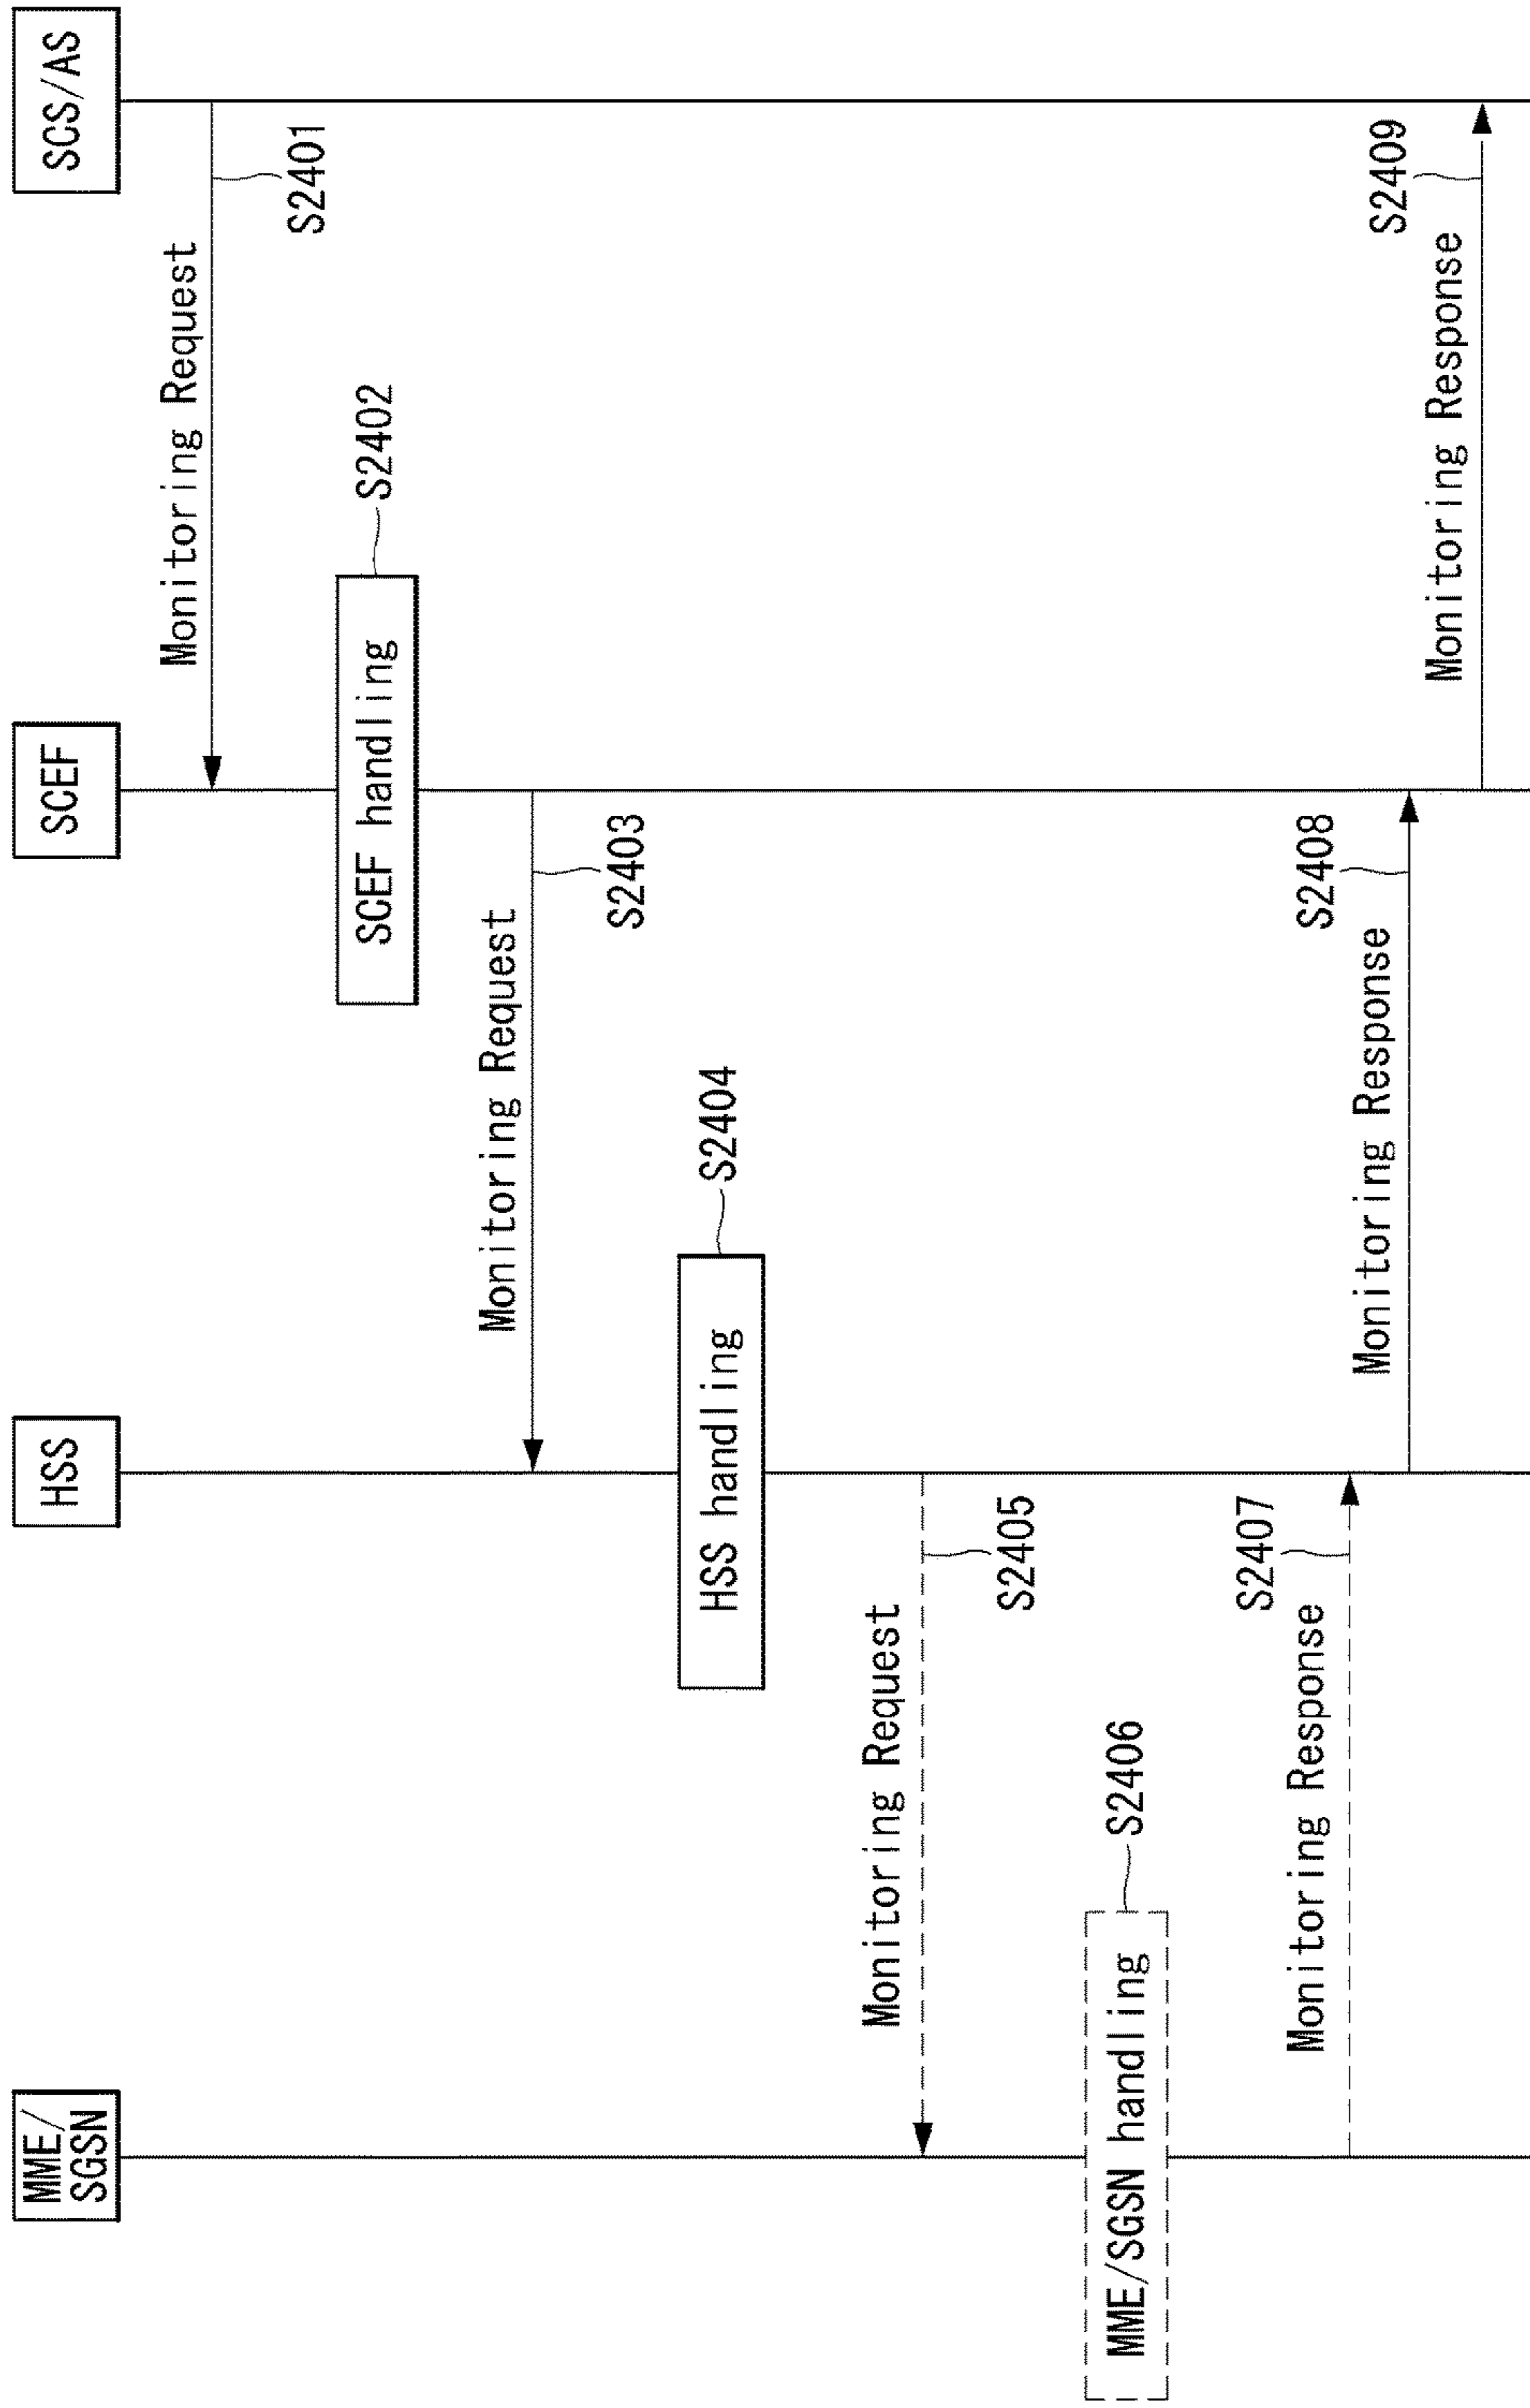 MME/
SGSN
HSS
SCEF
SCS/AS
Monitoring Request
S2401
SCEF handling
S2402
Monitoring Request
S2403
HSS handling
S2404
Monitoring Request
S2405
MME/SGSN handling
S2406
Monitoring Response
S2407
Monitoring Response
S2408
Monitoring Response
S2409